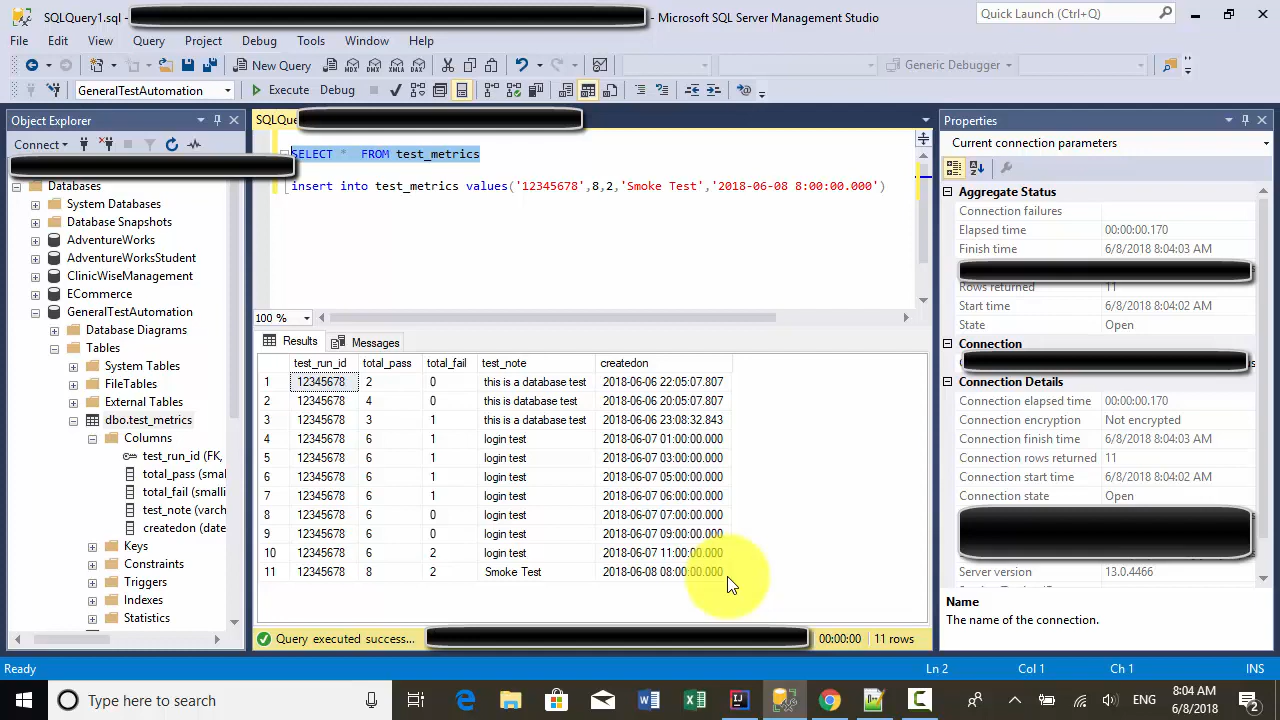 SQLQuery1.sql - - Microsoft SQL Server Management Studio
Quick Launch (Ctrl+Q)
File Edit View Query Project Debug Tools Window Help
New Query MDX DMX XMLA DAX Generic Debugger
GeneralTestAutomation Execute Debug
Object Explorer
Connect
Databases
System Databases
Database Snapshots
AdventureWorks
AdventureWorksStudent
ClinicWiseManagement
ECommerce
GeneralTestAutomation
Database Diagrams
Tables
System Tables
FileTables
External Tables
dbo.test_metrics
Columns
test_run_id (FK,
total_pass (smal
total_fail (smalli
test_note (varch
createdon (date
Keys
Constraints
Triggers
Indexes
Statistics
SQLQue
SELECT * FROM test_metrics
insert into test_metrics values('12345678',8,2,'Smoke Test','2018-06-08 8:00:00.000')
100 %
Results Messages
test_run_id total_pass total_fail test_note createdon
1 12345678 2 0 this is a database test 2018-06-06 22:05:07.807
2 12345678 4 0 this is a database test 2018-06-06 20:05:07.807
3 12345678 3 1 this is a database test 2018-06-06 23:08:32.843
4 12345678 6 1 login test 2018-06-07 01:00:00.000
5 12345678 6 1 login test 2018-06-07 03:00:00.000
6 12345678 6 1 login test 2018-06-07 05:00:00.000
7 12345678 6 1 login test 2018-06-07 06:00:00.000
8 12345678 6 0 login test 2018-06-07 07:00:00.000
9 12345678 6 0 login test 2018-06-07 09:00:00.000
10 12345678 6 2 login test 2018-06-07 11:00:00.000
11 12345678 8 2 Smoke Test 2018-06-08 08:00:00.000
Query executed success... 00:00:00 11 rows
Properties
Current connection parameters
Aggregate Status
Connection failures
Elapsed time 00:00:00.170
Finish time 6/8/2018 8:04:03 AM
Rows returned 11
Start time 6/8/2018 8:04:02 AM
State Open
Connection
Connection Details
Connection elapsed time 00:00:00.170
Connection encryption Not encrypted
Connection finish time 6/8/2018 8:04:03 AM
Connection rows returned 11
Connection start time 6/8/2018 8:04:02 AM
Connection state Open
Server version 13.0.4466
Name
The name of the connection.
Ready Ln 2 Col 1 Ch 1 INS
Type here to search
ENG
8:04 AM
6/8/2018
2